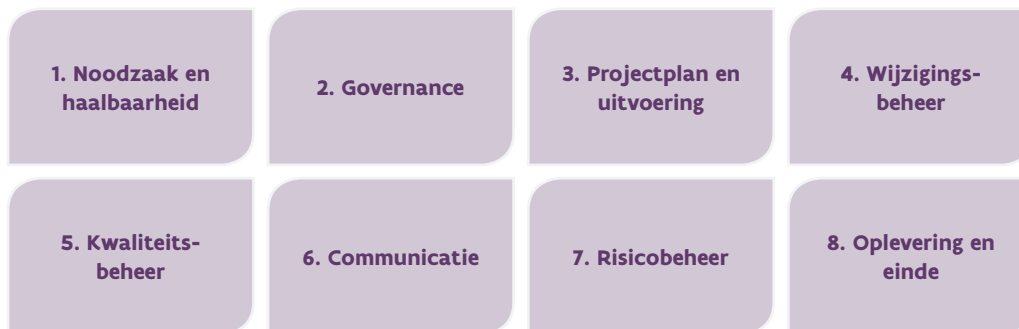 1. Noodzaak en
haalbaarheid
2. Governance
3. Projectplan en
uitvoering
4. Wijzigings-
beheer
5. Kwaliteits-
beheer
6. Communicatie
7. Risicobeheer
8. Oplevering en
einde